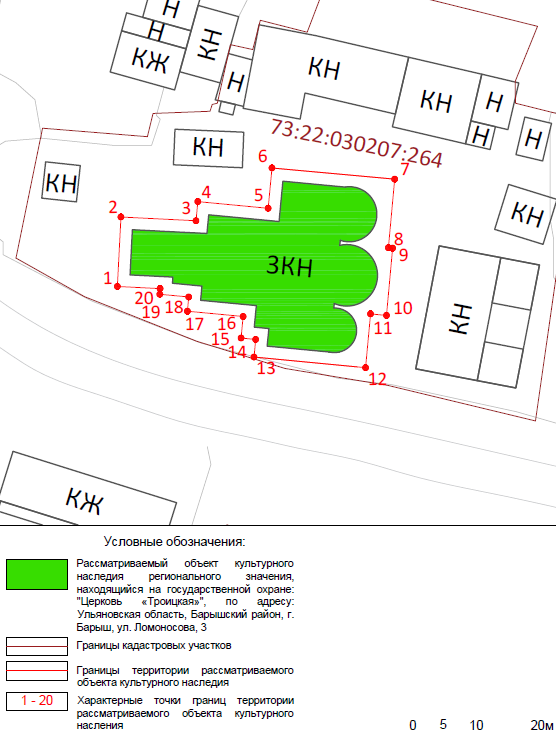 Н
Н
КЖ
КН
Н
КН
КН
Н
Н
Н
КН
КН
КН
73:22:030207:264
6
7
5
4
3
2
8
9
3КН
1
20
19
18
17
16
15
14
13
12
11
10
КН
КЖ
Условные обозначения:
Рассматриваемый объект культурного
наследия регионального значения,
находящийся на государственной охране:
"Церковь «Троицкая»", по адресу:
Ульяновская область, Барышский район, г.
Барыш, ул. Ломоносова, 3
Границы кадастровых участков
Границы территории рассматриваемого
объекта культурного наследия
1 - 20
Характерные точки границ территории
рассматриваемого объекта культурного
насления
0 5 10 20м